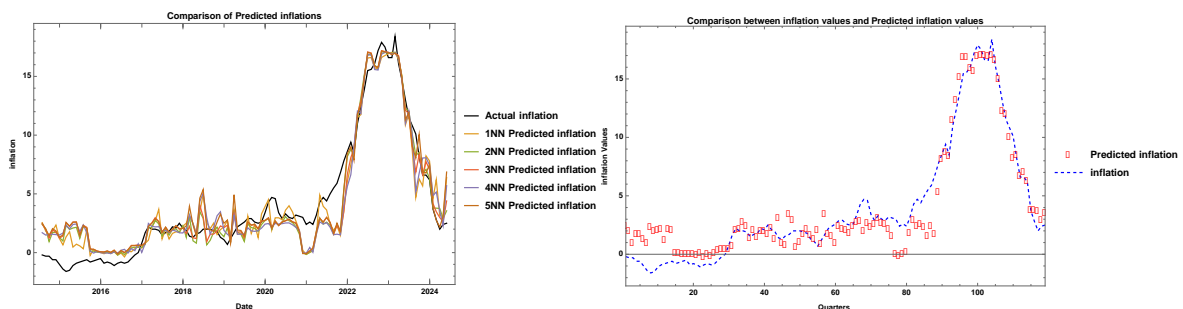 Comparison of Predicted inflations
inflation
15
10
5
0
2016
2018
2020
2022
2024
Date
Actual inflation
1NN Predicted inflation
2NN Predicted inflation
3NN Predicted inflation
4NN Predicted inflation
5NN Predicted inflation
Comparison between inflation values and Predicted inflation values
Inflation Values
15
10
5
0
20
40
60
80
100
Quarters
Predicted inflation
inflation